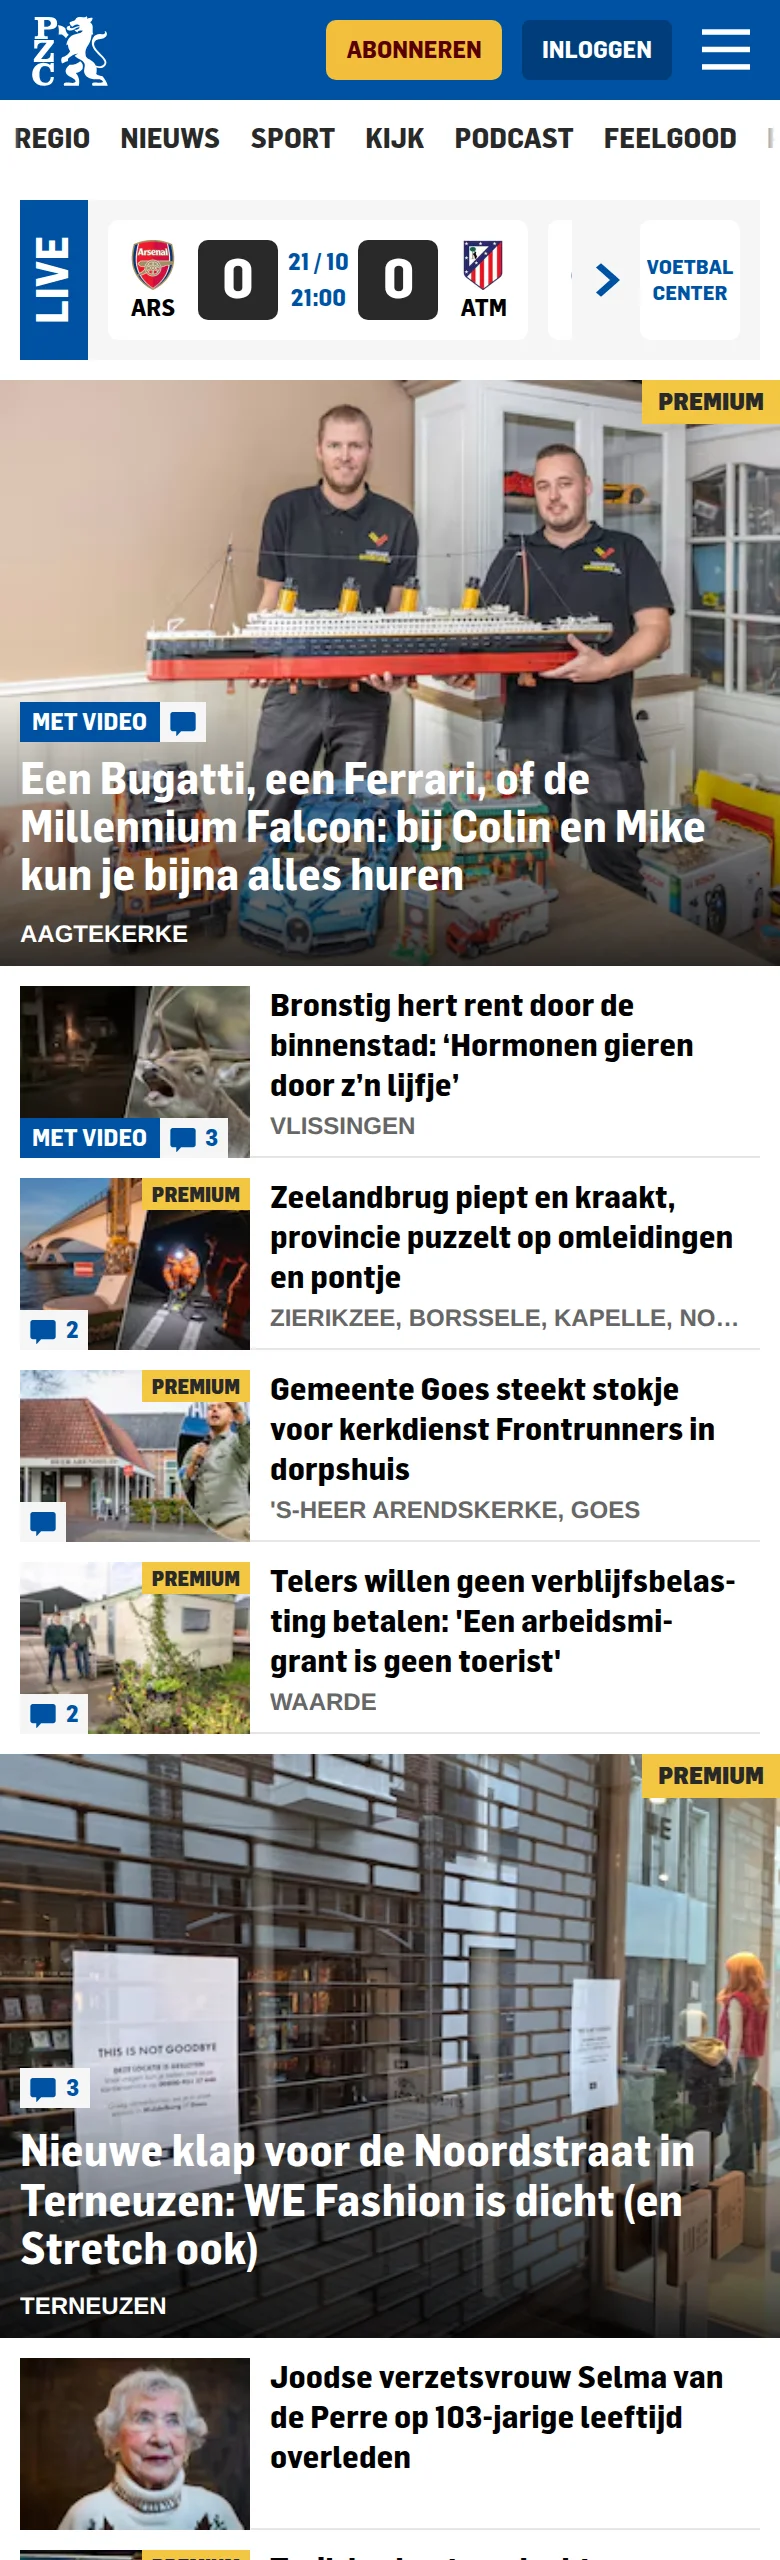 PZC
ABONNEREN
INLOGGEN
REGIO NIEUWS SPORT KIJK PODCAST FEELGOOD
LIVE
Arsenal
ARS
0
21 / 10
21:00
0
ATM
VOETBAL
CENTER
PREMIUM
MET VIDEO
Een Bugatti, een Ferrari, of de
Millennium Falcon: bij Colin en Mike
kun je bijna alles huren
AAGTEKERKE
Bronstig hert rent door de
binnenstad: ‘Hormonen gieren
door z’n lijfje’
VLISSINGEN
MET VIDEO 3
PREMIUM
Zeelandbrug piept en kraakt,
provincie puzzelt op omleidingen
en pontje
ZIERIKZEE, BORSSELE, KAPELLE, NO...
2
PREMIUM
Gemeente Goes steekt stokje
voor kerkdienst Frontrunners in
dorpshuis
'S-HEER ARENDSKERKE, GOES
PREMIUM
Telers willen geen verblijfsbelas-
ting betalen: 'Een arbeidsmi-
grant is geen toerist'
WAARDE
2
PREMIUM
THIS IS NOT GOODBYE
3
Nieuwe klap voor de Noordstraat in
Terneuzen: WE Fashion is dicht (en
Stretch ook)
TERNEUZEN
Joodse verzetsvrouw Selma van
de Perre op 103-jarige leeftijd
overleden